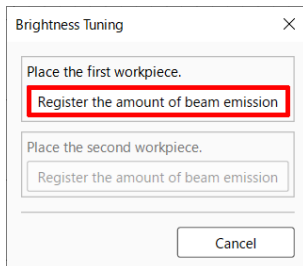 Brightness Tuning
Place the first workpiece.
Register the amount of beam emission
Place the second workpiece.
Register the amount of beam emission
Cancel